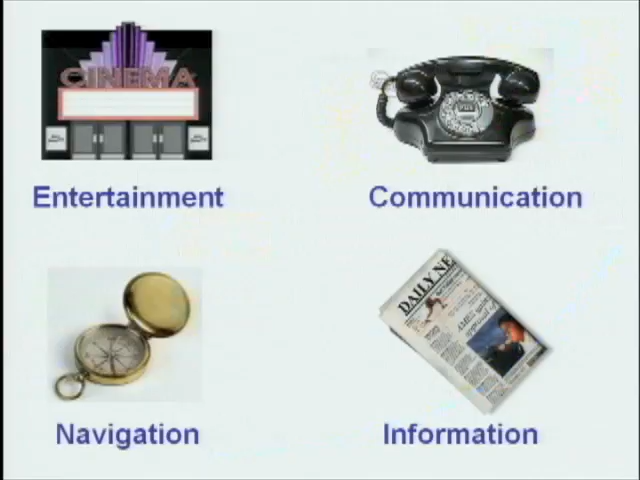 CINEMA
Entertainment
Communication
DAILY NE
Navigation
Information